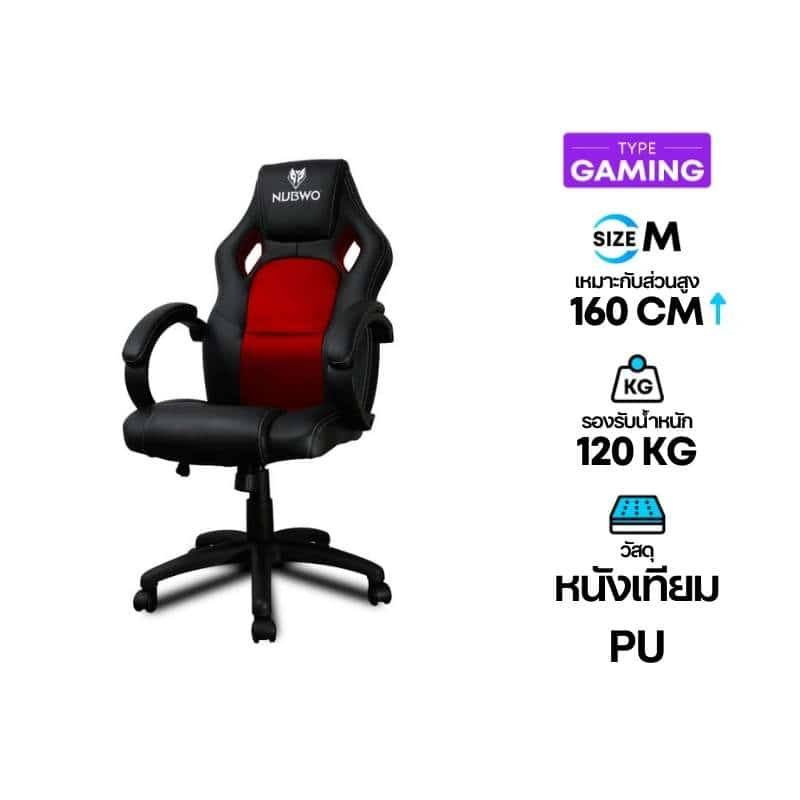 NUBWO
TYPE
GAMING
SIZE M
เหมาะกับส่วนสูง
160 CM
KG
รองรับน้ำหนัก
120 KG
วัสดุ
หนังเทียม
PU